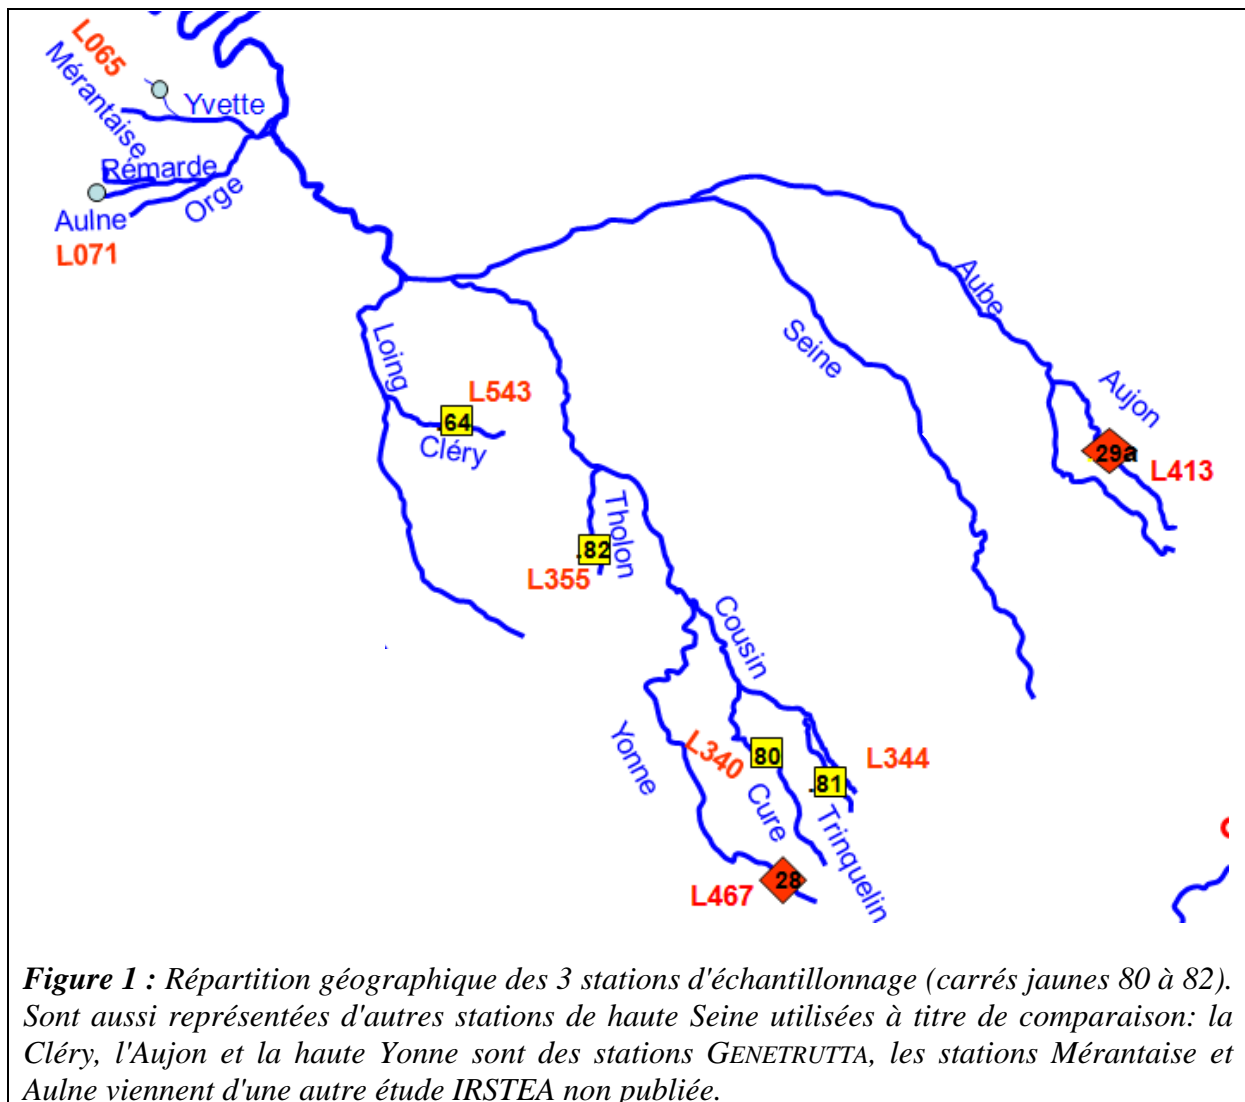 L065
Mérantaise
Yvette
Rémarde
Orge
Aulne
L071
Loing
L543
64
Cléry
Seine
Aube
Aujon
.29a
L413
Tholon
.82
L355
Cousin
Yonne
L340
80
Cure
L344
.81
Trinquelin
L467
28
Figure 1 : Répartition géographique des 3 stations d'échantillonnage (carrés jaunes 80 à 82).
Sont aussi représentées d'autres stations de haute Seine utilisées à titre de comparaison: la
Cléry, l'Aujon et la haute Yonne sont des stations GENETRUTTA, les stations Mérantaise et
Aulne viennent d'une autre étude IRSTEA non publiée.